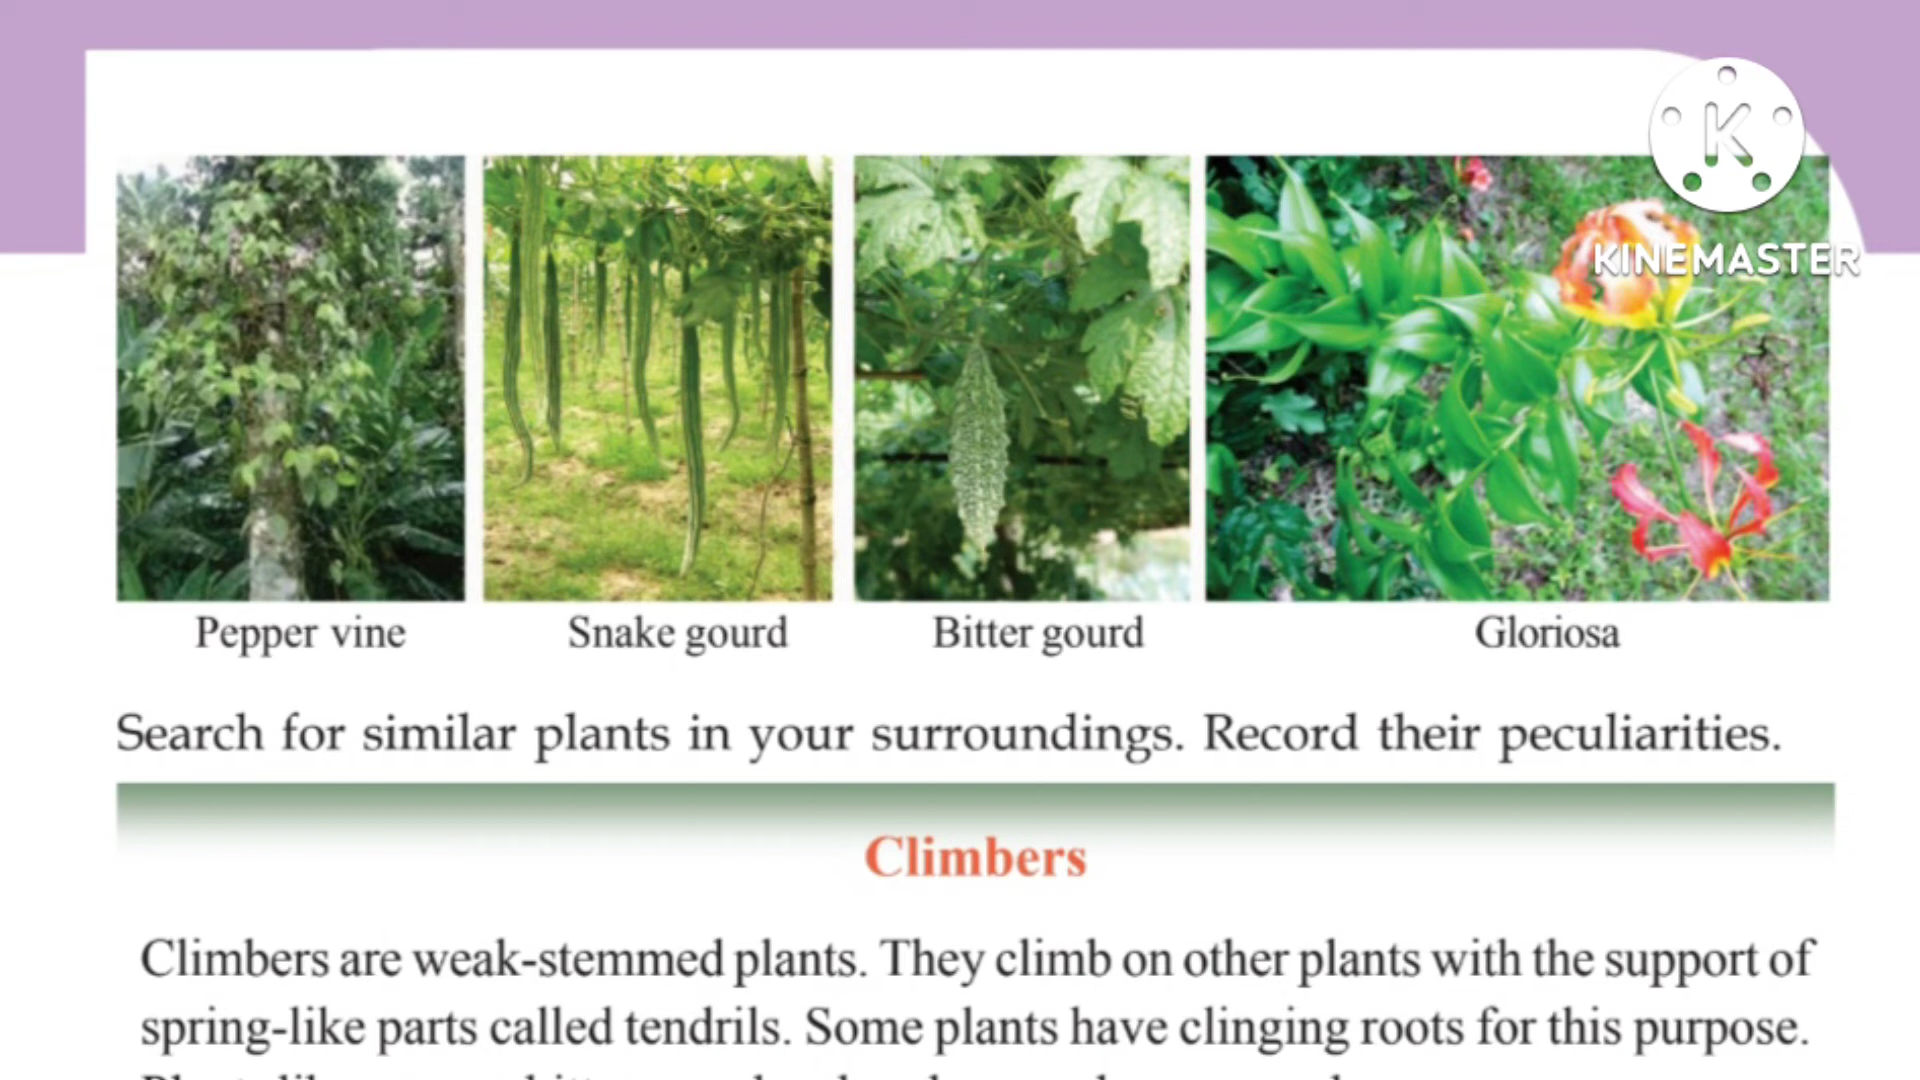 K
KINEMASTER
Pepper vine
Snake gourd
Bitter gourd
Gloriosa
Search for similar plants in your surroundings. Record their peculiarities.
Climbers
Climbers are weak-stemmed plants. They climb on other plants with the support of
spring-like parts called tendrils. Some plants have clinging roots for this purpose.